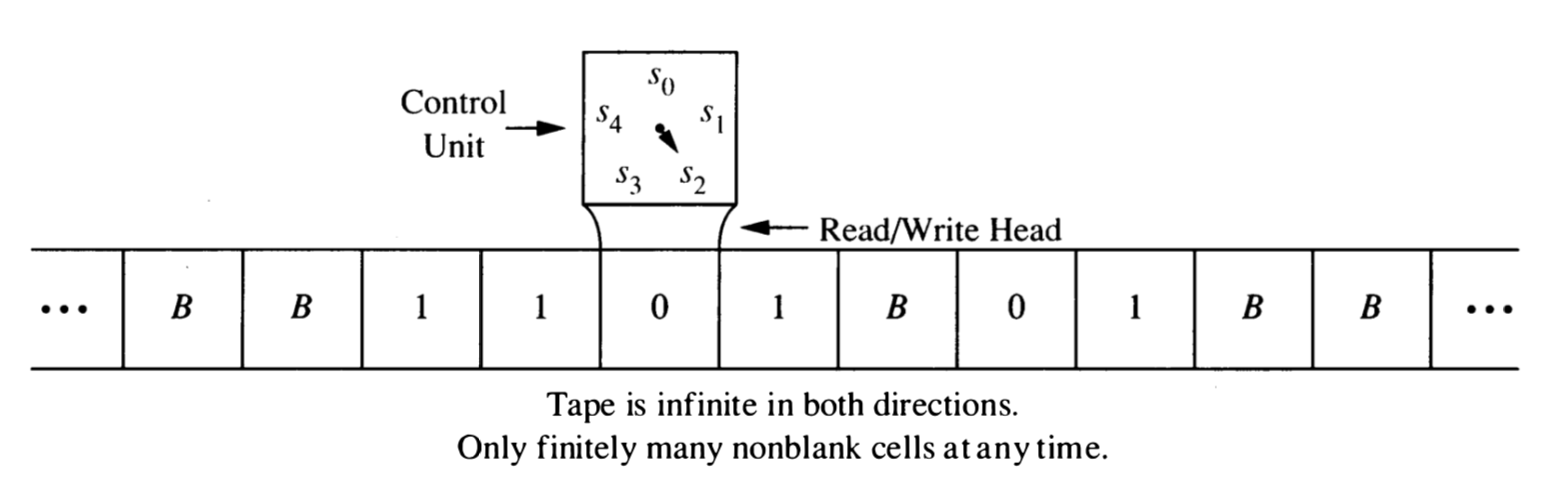 s₀
s₄ s₁
s₃ s₂
Control
Unit
Read/Write Head
••• B B 1 1 0 1 B 0 1 B B •••
Tape is infinite in both directions.
Only finitely many nonblank cells at any time.